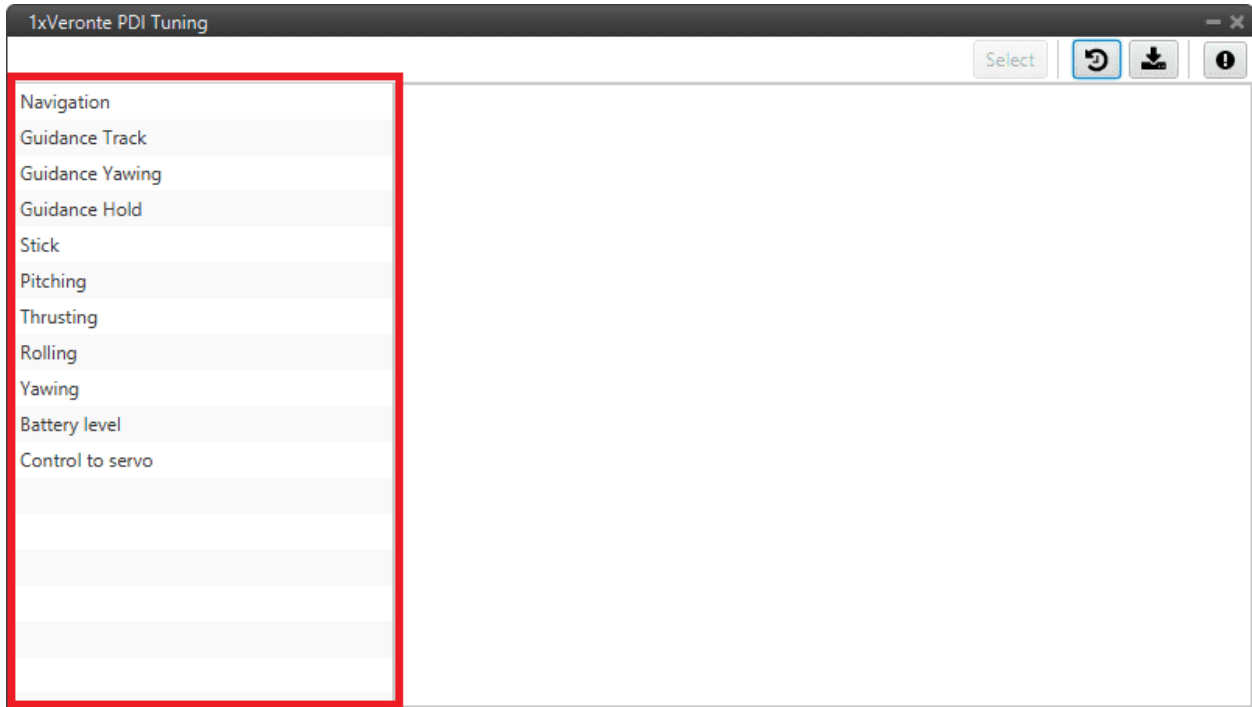 1xVeronte PDI Tuning
Select
Navigation
Guidance Track
Guidance Yawing
Guidance Hold
Stick
Pitching
Thrusting
Rolling
Yawing
Battery level
Control to servo